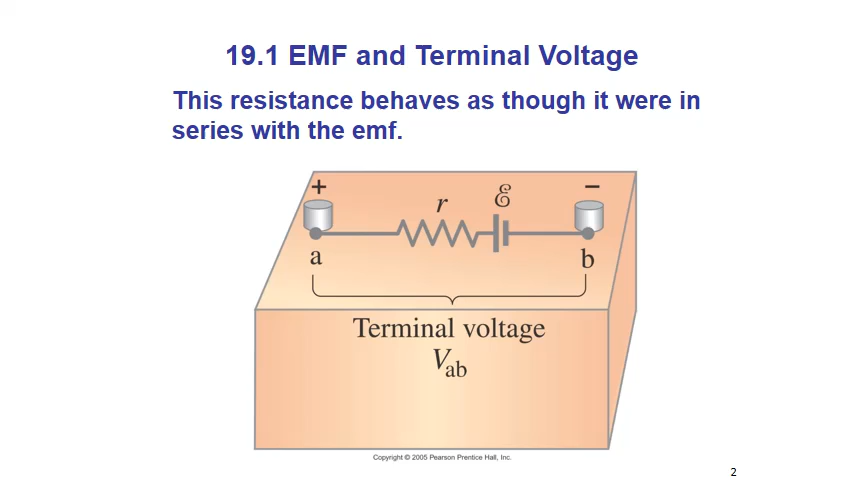 19.1 EMF and Terminal Voltage
This resistance behaves as though it were in
series with the emf.
+ −
r ℰ
a b
Terminal voltage
Vab
Copyright © 2005 Pearson Prentice Hall, Inc.
2